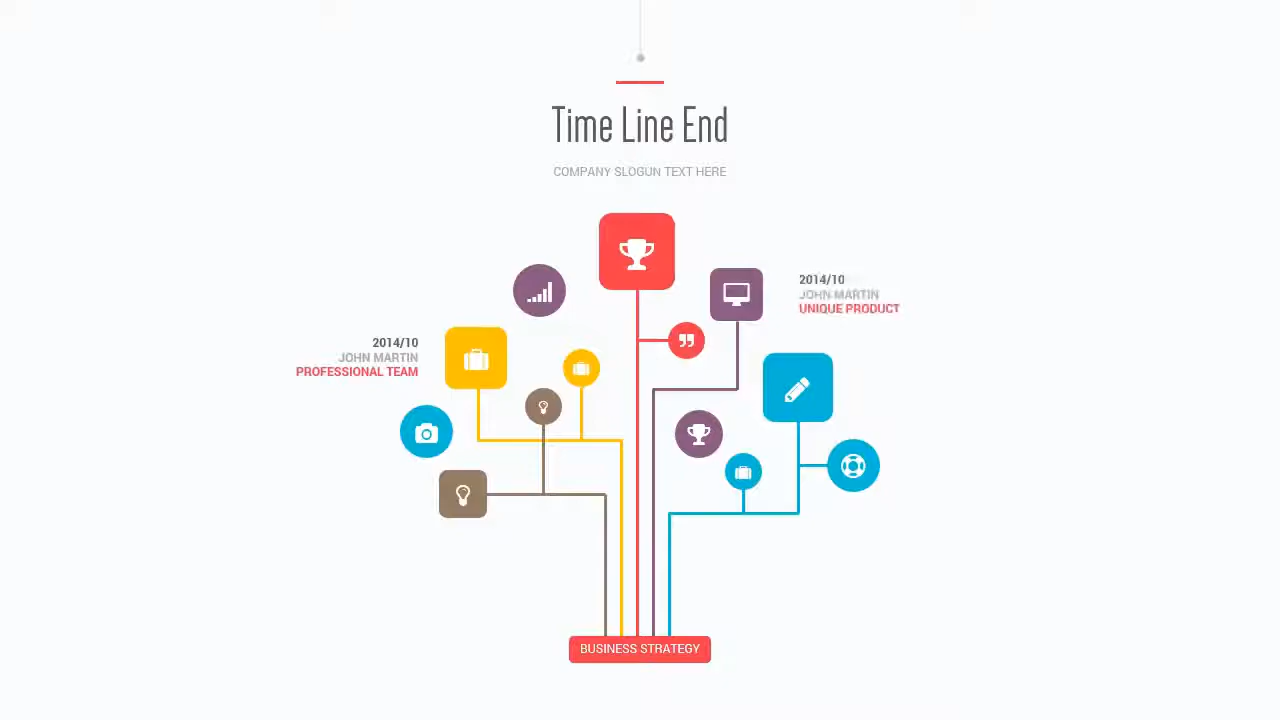 Time Line End
COMPANY SLOGUN TEXT HERE
2014/10
JOHN MARTIN
UNIQUE PRODUCT
2014/10
JOHN MARTIN
PROFESSIONAL TEAM
BUSINESS STRATEGY